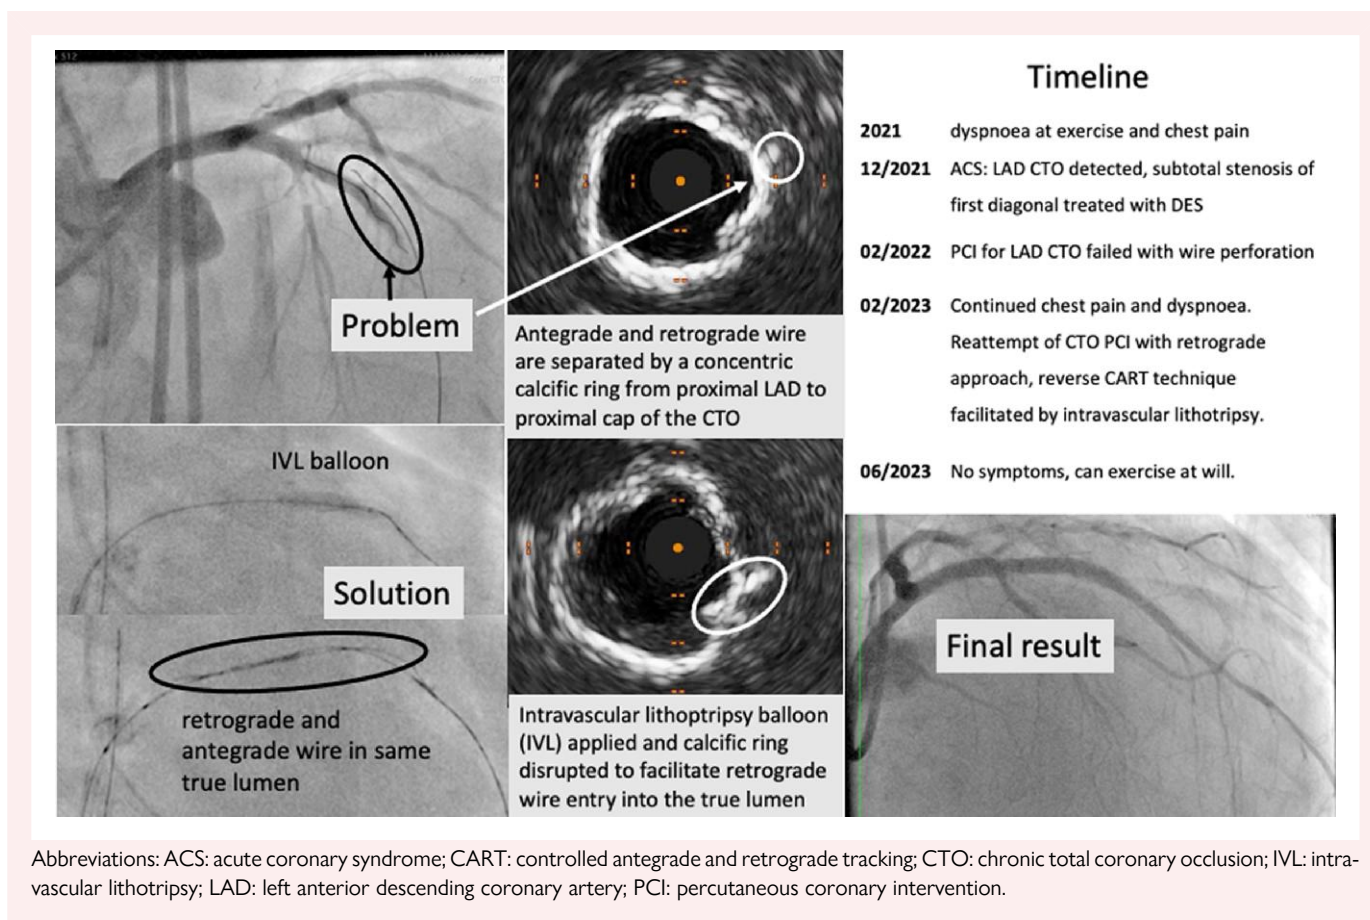 512
Problem
Antegrade and retrograde wire
are separated by a concentric
calcific ring from proximal LAD to
proximal cap of the CTO
IVL balloon
Solution
retrograde and
antegrade wire in same
true lumen
Intravascular lithoptripsy balloon
(IVL) applied and calcific ring
disrupted to facilitate retrograde
wire entry into the true lumen
Timeline
2021 dyspnoea at exercise and chest pain
12/2021 ACS: LAD CTO detected, subtotal stenosis of
first diagonal treated with DES
02/2022 PCI for LAD CTO failed with wire perforation
02/2023 Continued chest pain and dyspnoea.
Reattempt of CTO PCI with retrograde
approach, reverse CART technique
facilitated by intravascular lithotripsy.
06/2023 No symptoms, can exercise at will.
Final result
Abbreviations: ACS: acute coronary syndrome; CART: controlled antegrade and retrograde tracking; CTO: chronic total coronary occlusion; IVL: intra-
vascular lithotripsy; LAD: left anterior descending coronary artery; PCI: percutaneous coronary intervention.